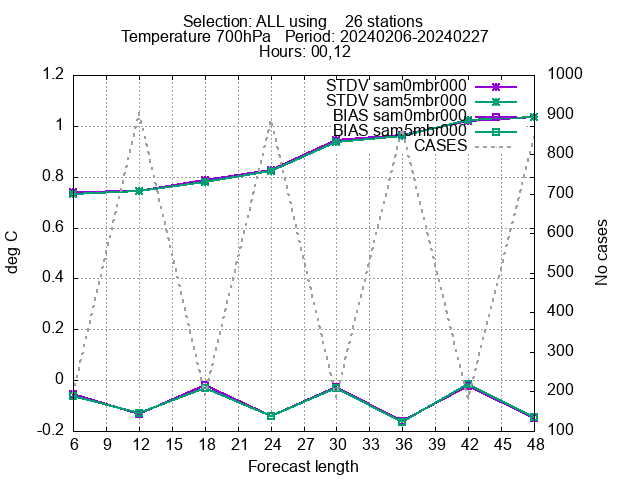 Selection: ALL using    26 stations
Temperature 700hPa   Period: 20240206-20240227
Hours: 00,12
STDV sam0mbr000
STDV sam5mbr000
BIAS sam0mbr000
BIAS sam5mbr000
CASES
deg C
1.2
1
0.8
0.6
0.4
0.2
0
-0.2
1000
900
800
700
600
500
400
300
200
100
No cases
6 9 12 15 18 21 24 27 30 33 36 39 42 45 48
Forecast length